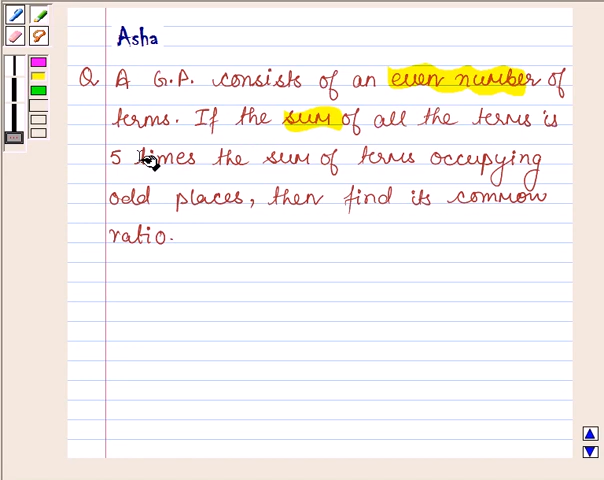 Asha
Q A G.P. consists of an even number of
terms. If the sum of all the terms is
5 times the sum of terms occupying
odd places, then find its common
ratio.